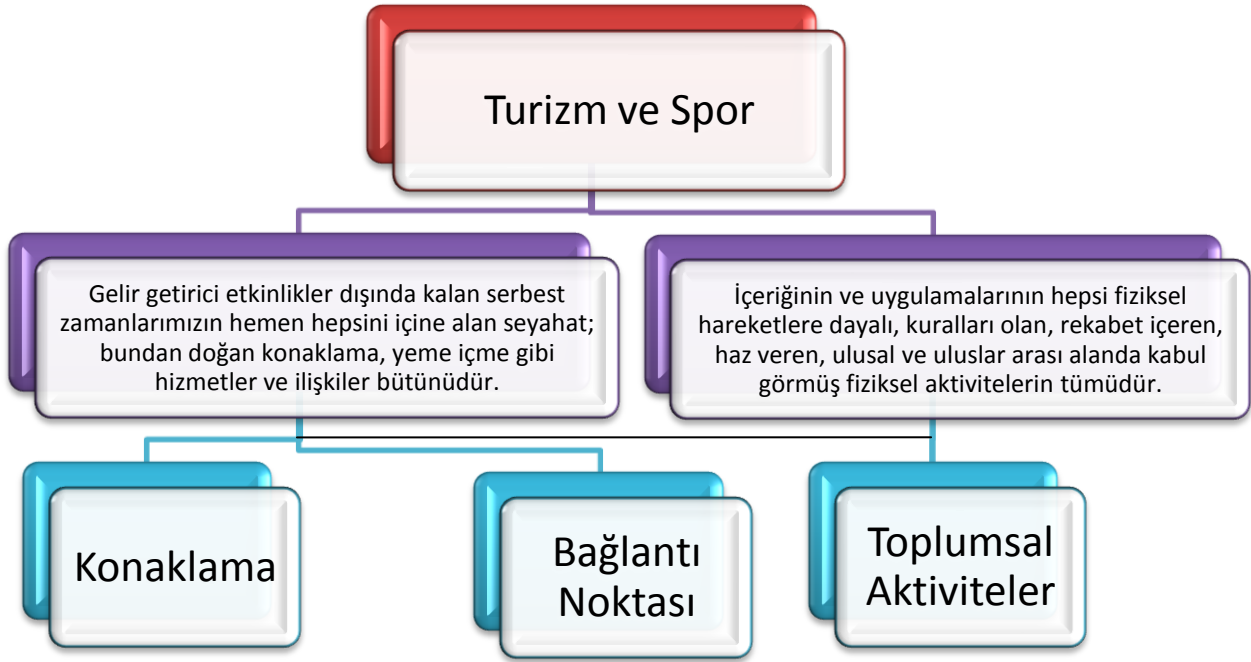 Turizm ve Spor
Gelir getirici etkinlikler dışında kalan serbest
zamanlarımızın hemen hepsini içine alan seyahat;
bundan doğan konaklama, yeme içme gibi
hizmetler ve ilişkiler bütünüdür.
İçeriğinin ve uygulamalarının hepsi fiziksel
hareketlere dayalı, kuralları olan, rekabet içeren,
haz veren, ulusal ve uluslar arası alanda kabul
görmüş fiziksel aktivitelerin tümüdür.
Konaklama
Bağlantı
Noktası
Toplumsal
Aktiviteler